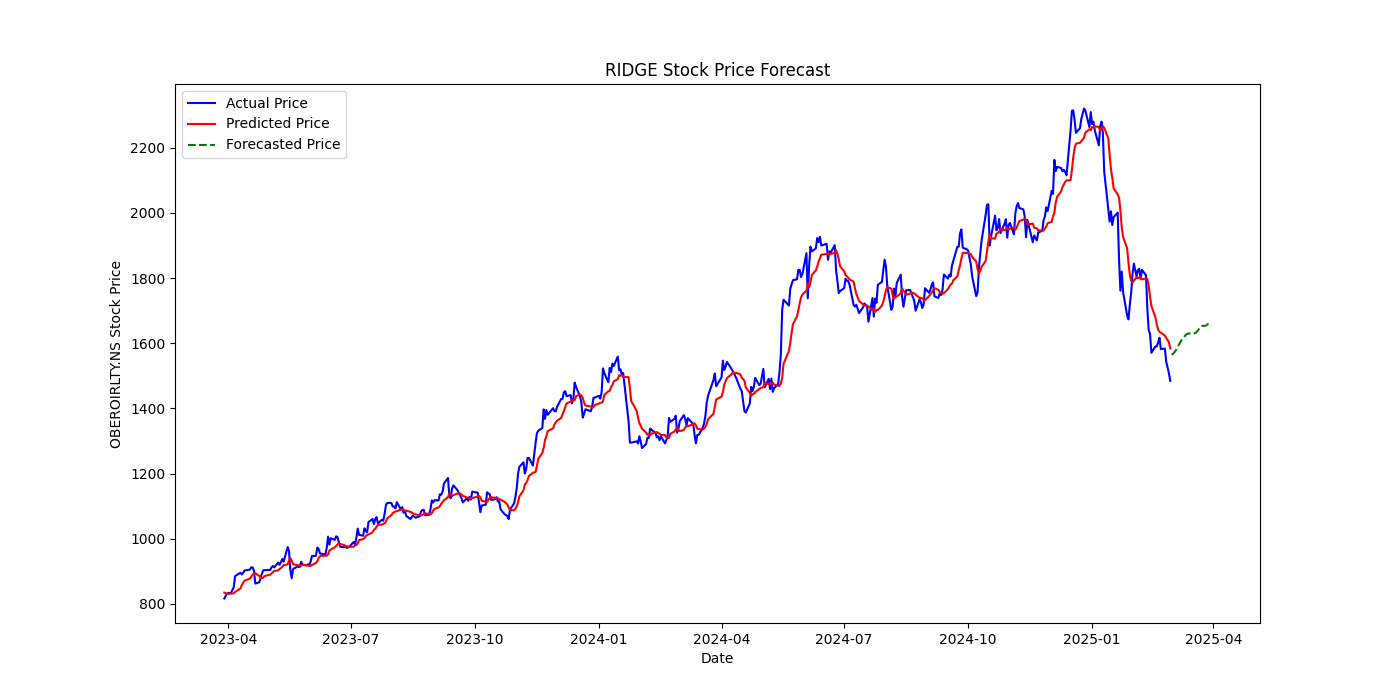 RIDGE Stock Price Forecast
Actual Price
Predicted Price
Forecasted Price
OBEROIRLTY.NS Stock Price
2200
2000
1800
1600
1400
1200
1000
800
2023-04 2023-07 2023-10 2024-01 2024-04 2024-07 2024-10 2025-01 2025-04
Date